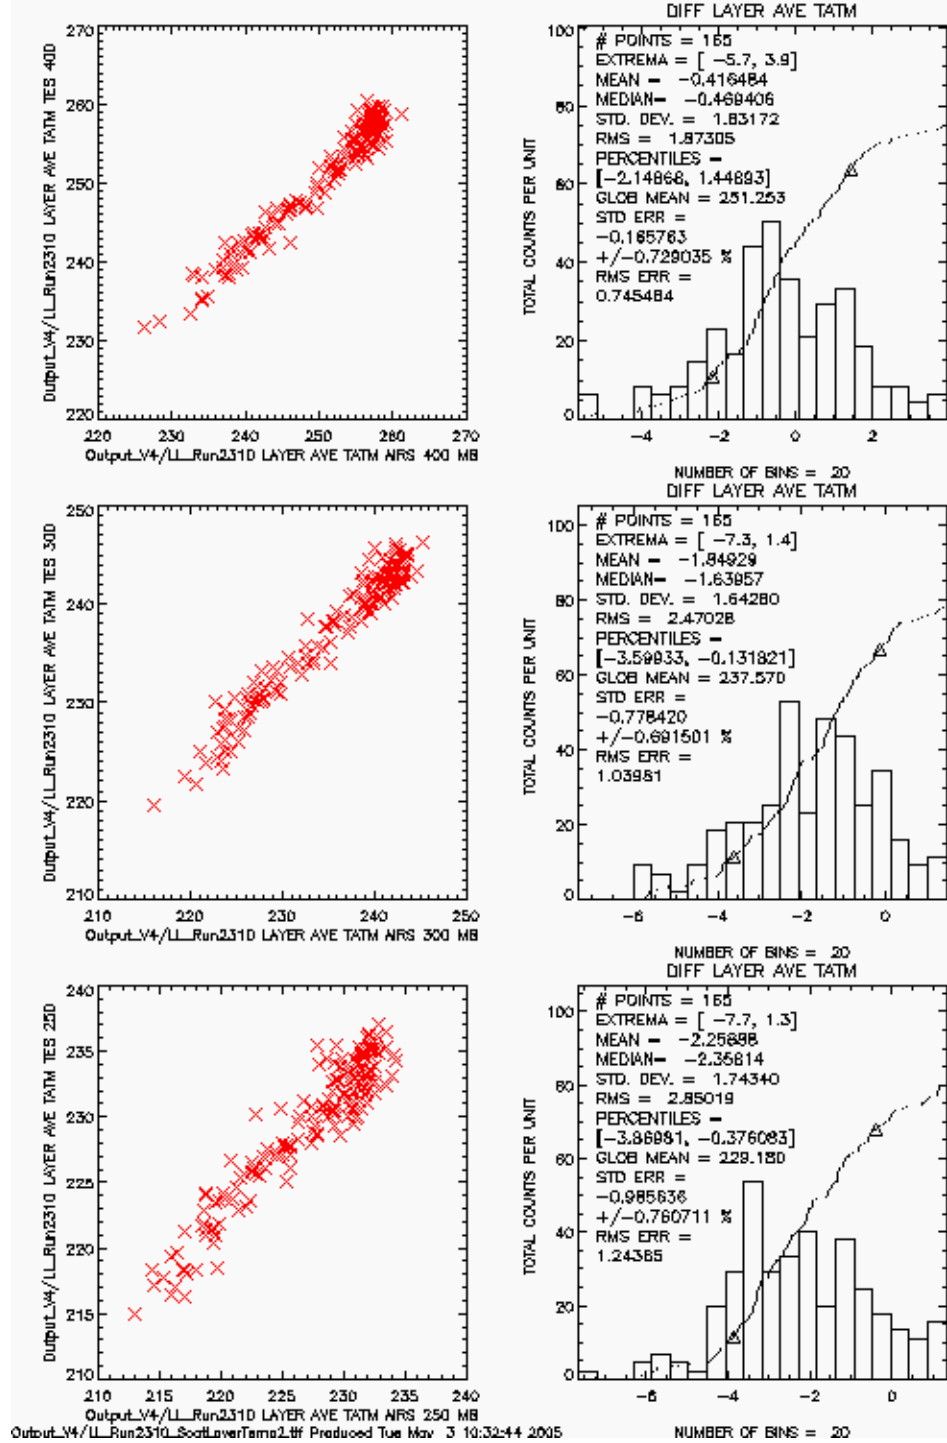 DIFF LAYER AVE TATM
Output_V4/LL_Run2310 LAYER AVE TATM TES 400
270
260
250
240
230
220
220 230 240 250 260 270
Output_V4/LL_Run2310 LAYER AVE TATM AIRS 400 MB
TOTAL COUNTS PER UNIT
100
80
60
40
20
0
# POINTS = 165
EXTREMA = [ -5.7, 3.9]
MEAN = -0.416484
MEDIAN= -0.469406
STD. DEV. = 1.83172
RMS = 1.87305
PERCENTILES =
[-2.14868, 1.44893]
GLOB MEAN = 251.253
STD ERR =
-0.165763
+/-0.729035 %
RMS ERR =
0.745484
-4 -2 0 2
NUMBER OF BINS = 20
DIFF LAYER AVE TATM
Output_V4/LL_Run2310 LAYER AVE TATM TES 300
250
240
230
220
210
210 220 230 240 250
Output_V4/LL_Run2310 LAYER AVE TATM AIRS 300 MB
TOTAL COUNTS PER UNIT
100
80
60
40
20
0
# POINTS = 165
EXTREMA = [ -7.3, 1.4]
MEAN = -1.84929
MEDIAN= -1.63957
STD. DEV. = 1.64280
RMS = 2.47028
PERCENTILES =
[-3.59933, -0.131821]
GLOB MEAN = 237.570
STD ERR =
-0.778420
+/-0.691501 %
RMS ERR =
1.03981
-6 -4 -2 0
NUMBER OF BINS = 20
DIFF LAYER AVE TATM
Output_V4/LL_Run2310 LAYER AVE TATM TES 250
240
235
230
225
220
215
210
210 215 220 225 230 235 240
Output_V4/LL_Run2310 LAYER AVE TATM AIRS 250 MB
TOTAL COUNTS PER UNIT
100
80
60
40
20
0
# POINTS = 165
EXTREMA = [ -7.7, 1.3]
MEAN = -2.25898
MEDIAN= -2.35614
STD. DEV. = 1.74340
RMS = 2.85019
PERCENTILES =
[-3.86981, -0.376083]
GLOB MEAN = 229.180
STD ERR =
-0.985636
+/-0.760711 %
RMS ERR =
1.24365
-6 -4 -2 0
NUMBER OF BINS = 20
Output_V4/LL_Run2310_ScatLayerTemp2.tif Produced Tue May 3 10:32:44 2005